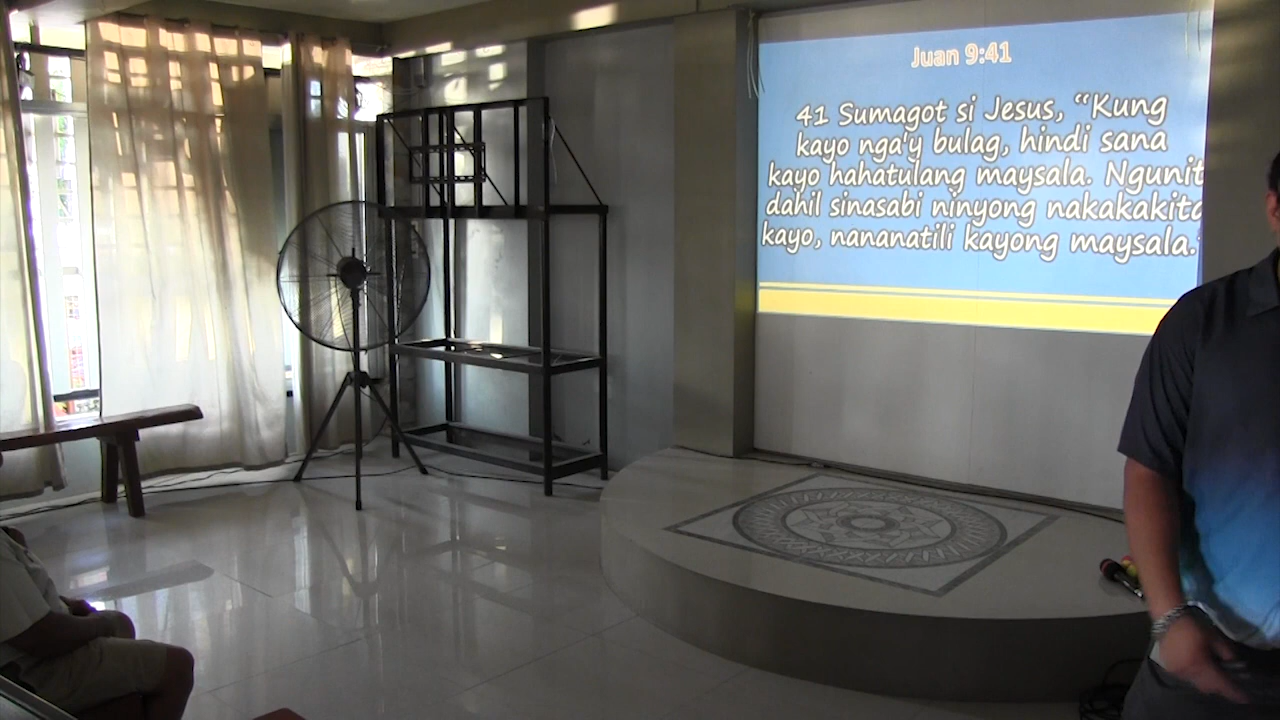 Juan 9:41
41 Sumagot si Jesus, “Kung
kayo nga'y bulag, hindi sana
kayo hahatulang maysala. Ngunit
dahil sinasabi ninyong nakakakita
kayo, nananatili kayong maysala."